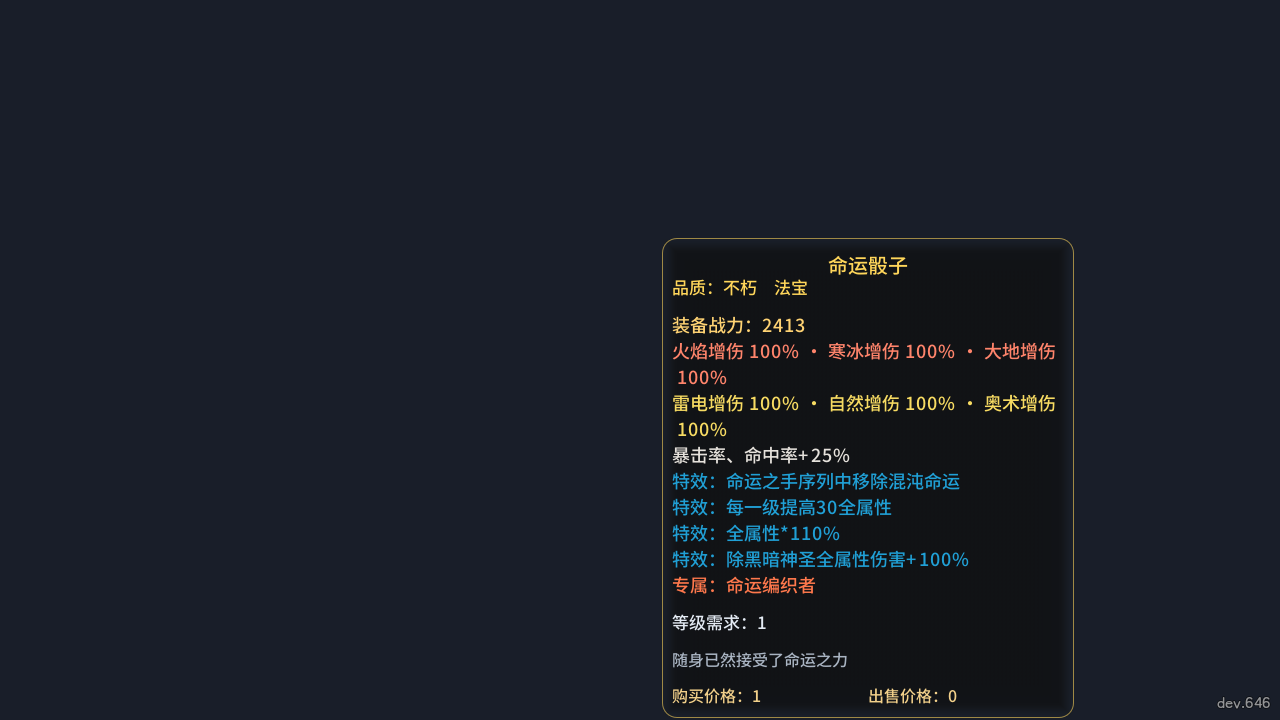 命运骰子
品质：不朽　法宝
装备战力：2413
火焰增伤 100% · 寒冰增伤 100% · 大地增伤
100%
雷电增伤 100% · 自然增伤 100% · 奥术增伤
100%
暴击率、命中率+25%
特效：命运之手序列中移除混沌命运
特效：每一级提高30全属性
特效：全属性*110%
特效：除黑暗神圣全属性伤害+100%
专属：命运编织者
等级需求：1
随身已然接受了命运之力
购买价格：1　出售价格：0
dev.646